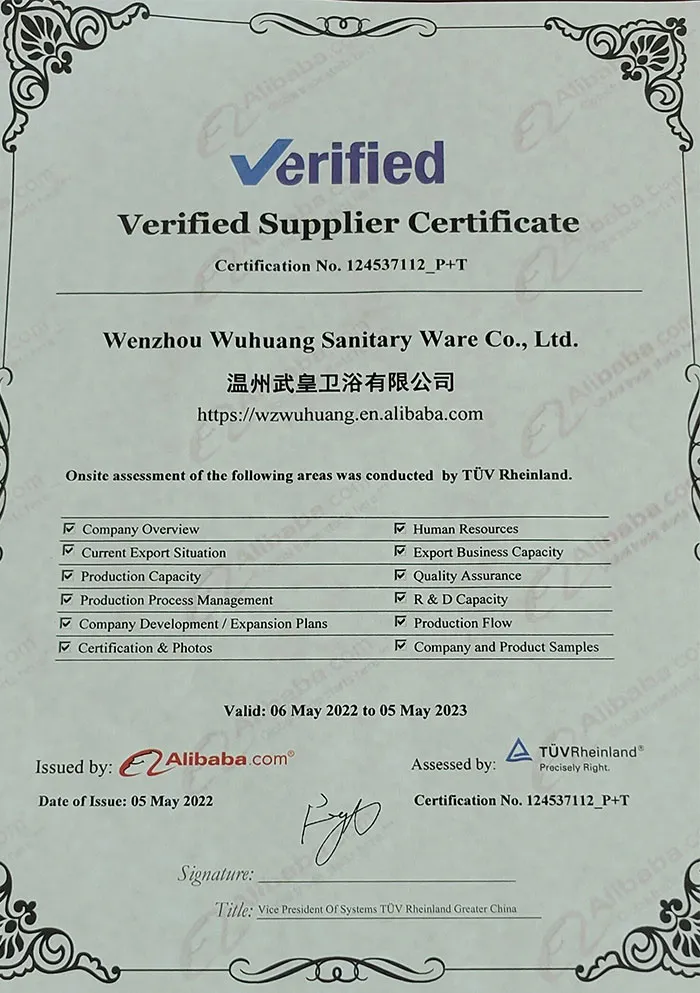 Verified
Verified Supplier Certificate
Certification No. 124537112_P+T
Wenzhou Wuhuang Sanitary Ware Co., Ltd.
温州武皇卫浴有限公司
https://wzwuhuang.en.alibaba.com
Onsite assessment of the following areas was conducted by TÜV Rheinland.
Company Overview
Human Resources
Current Export Situation
Export Business Capacity
Production Capacity
Quality Assurance
Production Process Management
R & D Capacity
Company Development / Expansion Plans
Production Flow
Certification & Photos
Company and Product Samples
Valid: 06 May 2022 to 05 May 2023
Issued by: Alibaba.com®
Assessed by: TÜVRheinland®
Precisely Right.
Date of Issue: 05 May 2022
Certification No. 124537112_P+T
Signature:
Title: Vice President Of Systems TÜV Rheinland Greater China